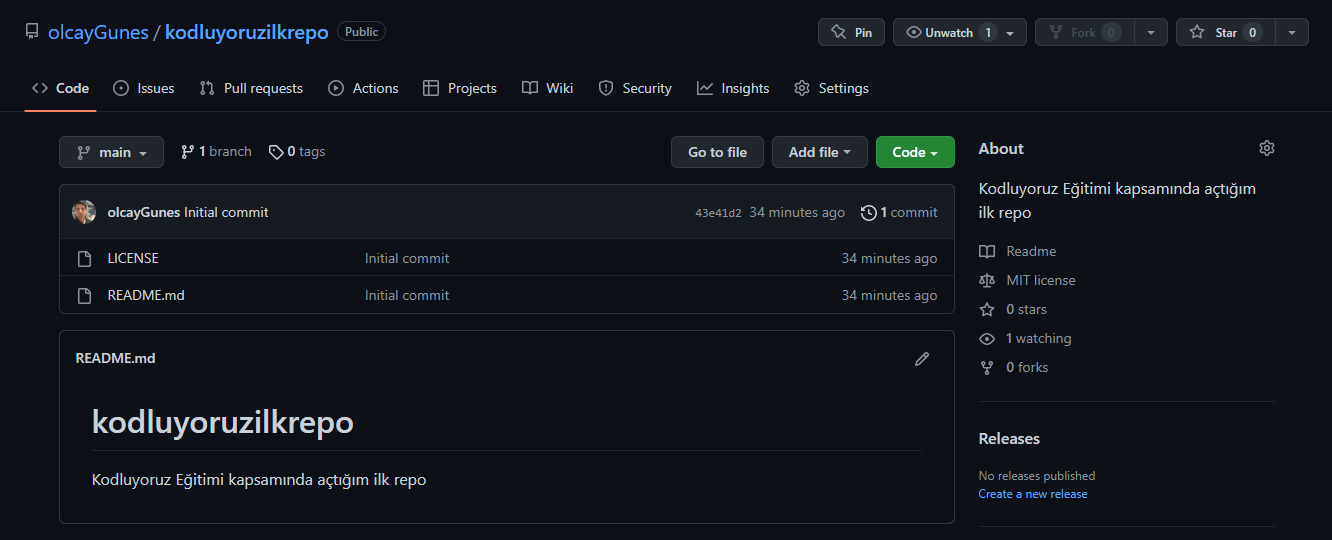 olcayGunes / kodluyoruzilkrepo Public
Pin Unwatch 1 Fork 0 Star 0
Code Issues Pull requests Actions Projects Wiki Security Insights Settings
main 1 branch 0 tags Go to file Add file Code
olcayGunes Initial commit 43e41d2 34 minutes ago 1 commit
LICENSE Initial commit 34 minutes ago
README.md Initial commit 34 minutes ago
README.md
kodluyoruzilkrepo
Kodluyoruz Eğitimi kapsamında açtığım ilk repo
About
Kodluyoruz Eğitimi kapsamında açtığım
ilk repo
Readme
MIT license
0 stars
1 watching
0 forks
Releases
No releases published
Create a new release